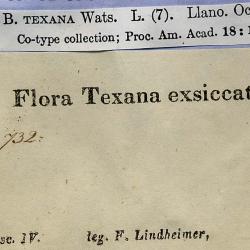 B. TEXANA Wats. L. (7). Llano. Oc
Co-type collection; Proc. Am. Acad. 18:
Flora Texana exsiccat
732.
sc. IV. leg. F. Lindheimer,